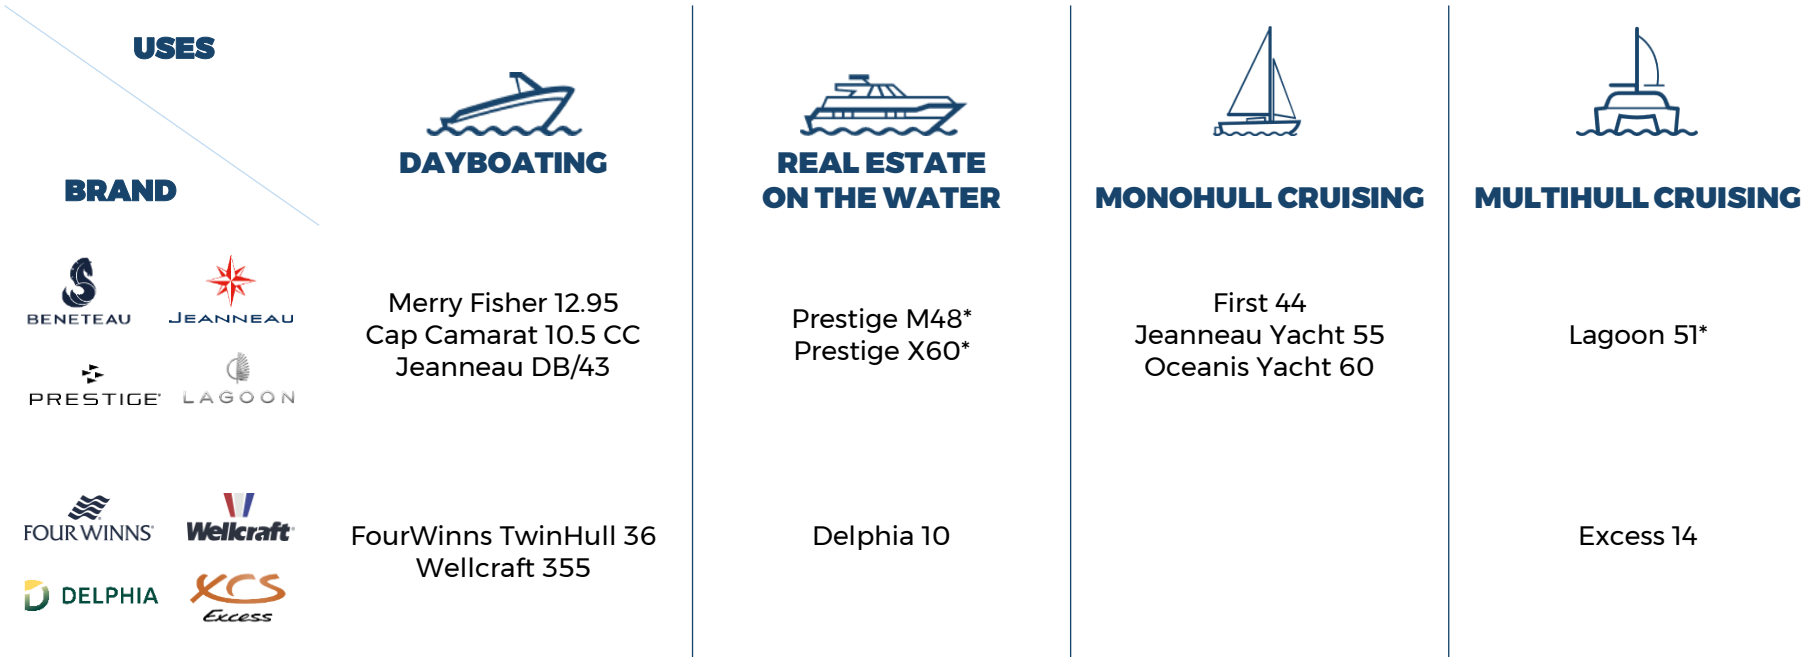 USES
BRAND
DAYBOATING
REAL ESTATE
ON THE WATER
MONOHULL CRUISING
MULTIHULL CRUISING
BENETEAU
JEANNEAU
PRESTIGE
LAGOON
Merry Fisher 12.95
Cap Camarat 10.5 CC
Jeanneau DB/43
Prestige M48*
Prestige X60*
First 44
Jeanneau Yacht 55
Oceanis Yacht 60
Lagoon 51*
FOUR WINNS
Wellcraft
DELPHIA
XCS
Excess
FourWinns TwinHull 36
Wellcraft 355
Delphia 10
Excess 14